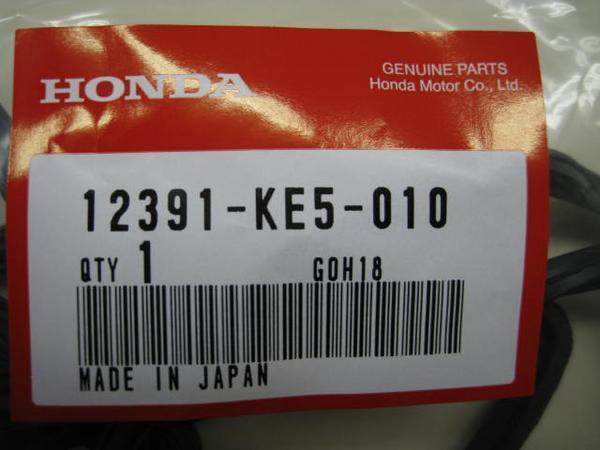 HONDA
GENUINE PARTS
Honda Motor Co., Ltd.
12391-KE5-010
QTY 1 GOH18
MADE IN JAPAN